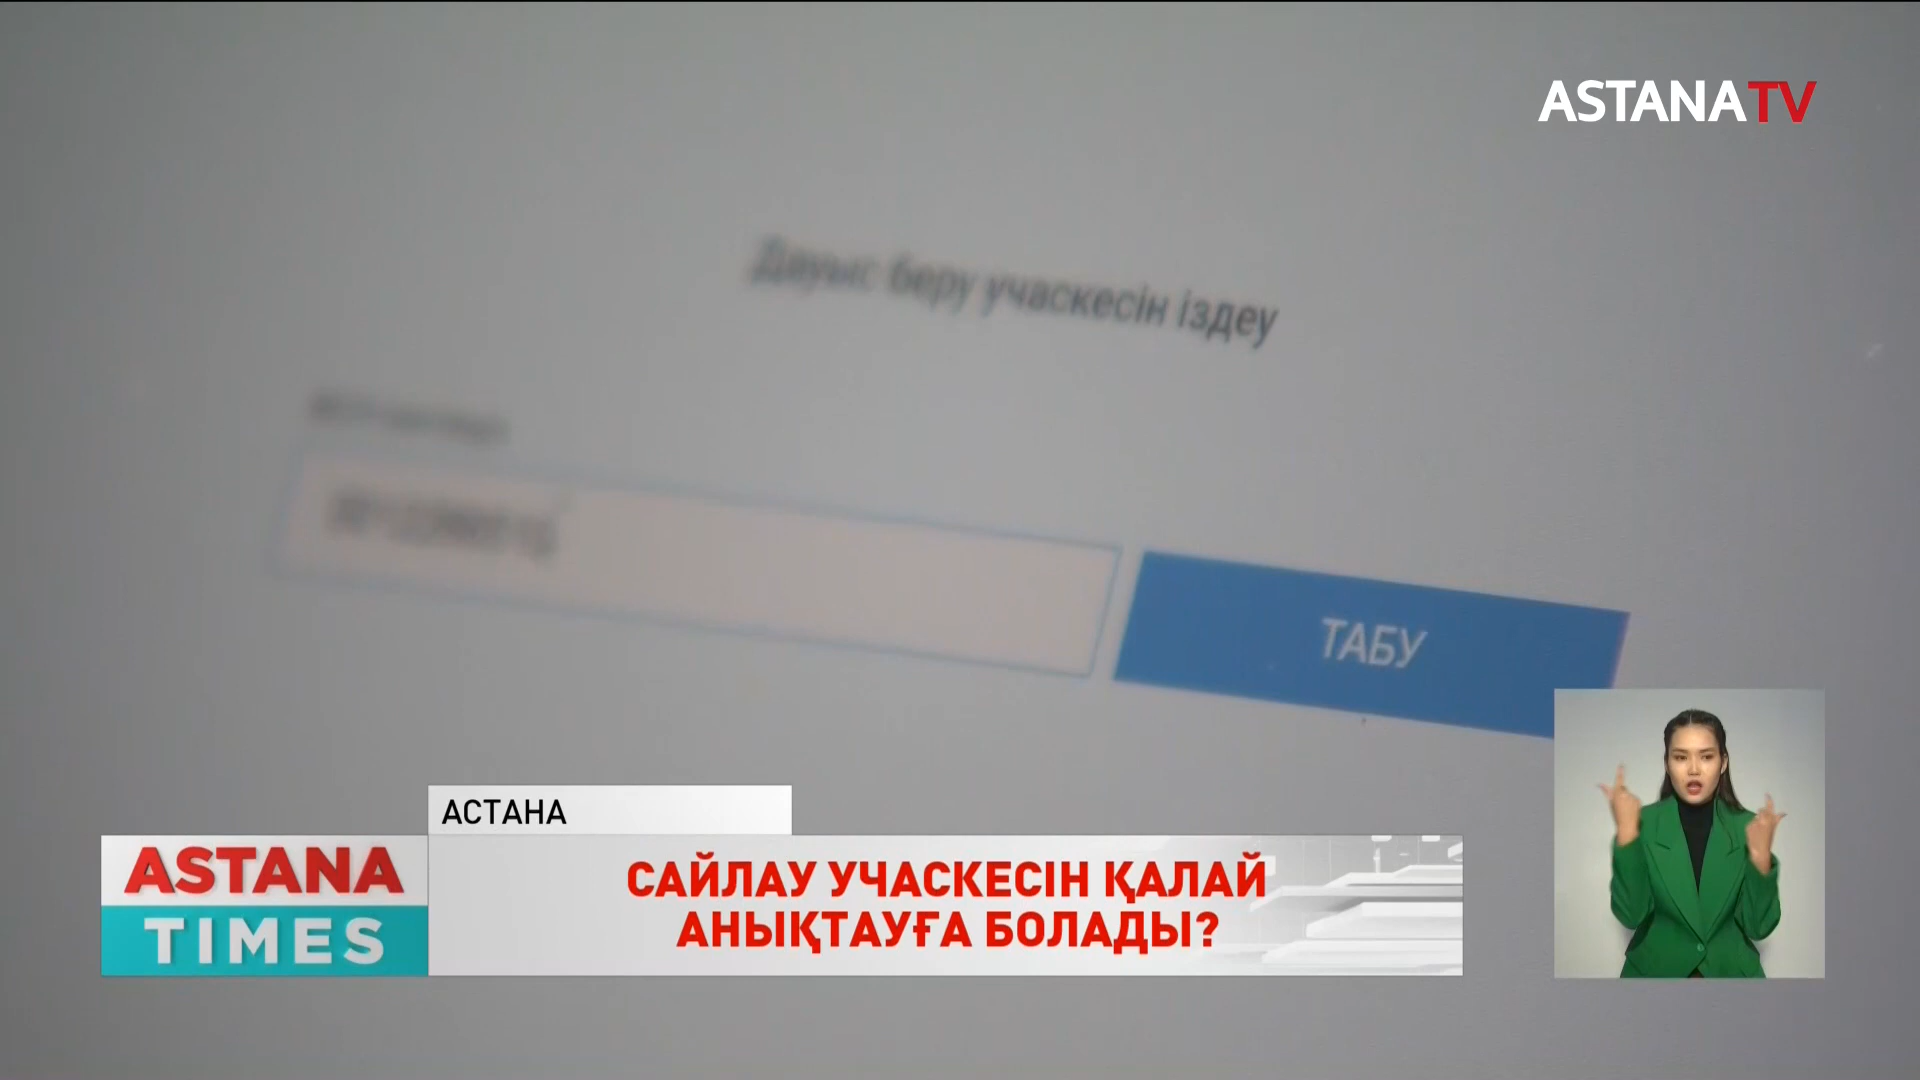 ASTANATV
Дауыс беру учаскесін іздеу
ТАБУ
АСТАНА
ASTANA
TIMES
САЙЛАУ УЧАСКЕСІН ҚАЛАЙ
АНЫҚТАУҒА БОЛАДЫ?